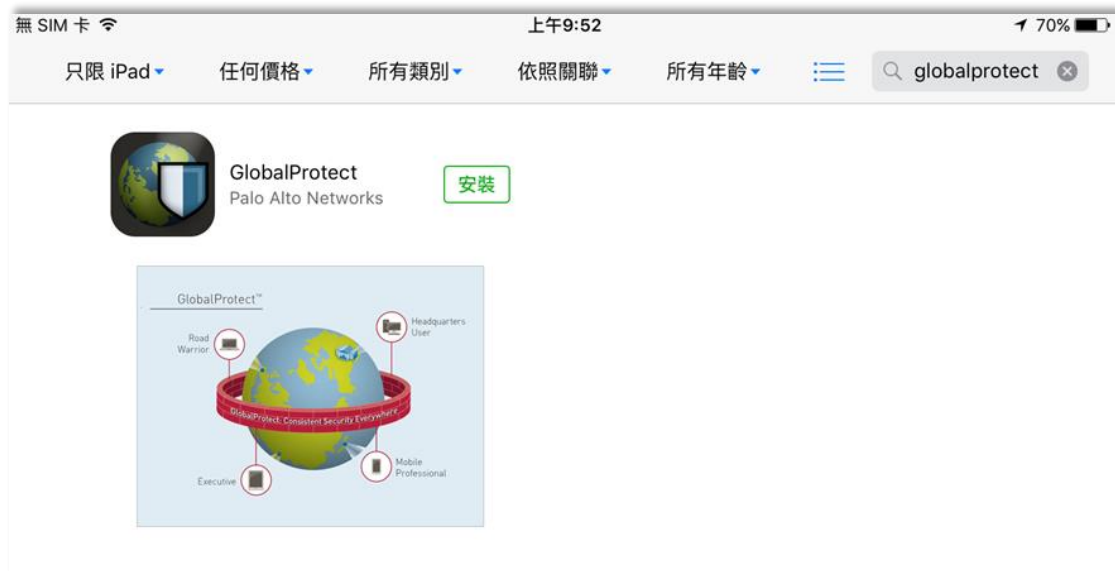 無 SIM 卡
上午9:52
70%
只限 iPad
任何價格
所有類別
依照關聯
所有年齡
globalprotect
GlobalProtect
Palo Alto Networks
安裝
GlobalProtect™
Road
Warrior
Headquarters
User
GlobalProtect: Consistent Security Everywhere
Executive
Mobile
Professional